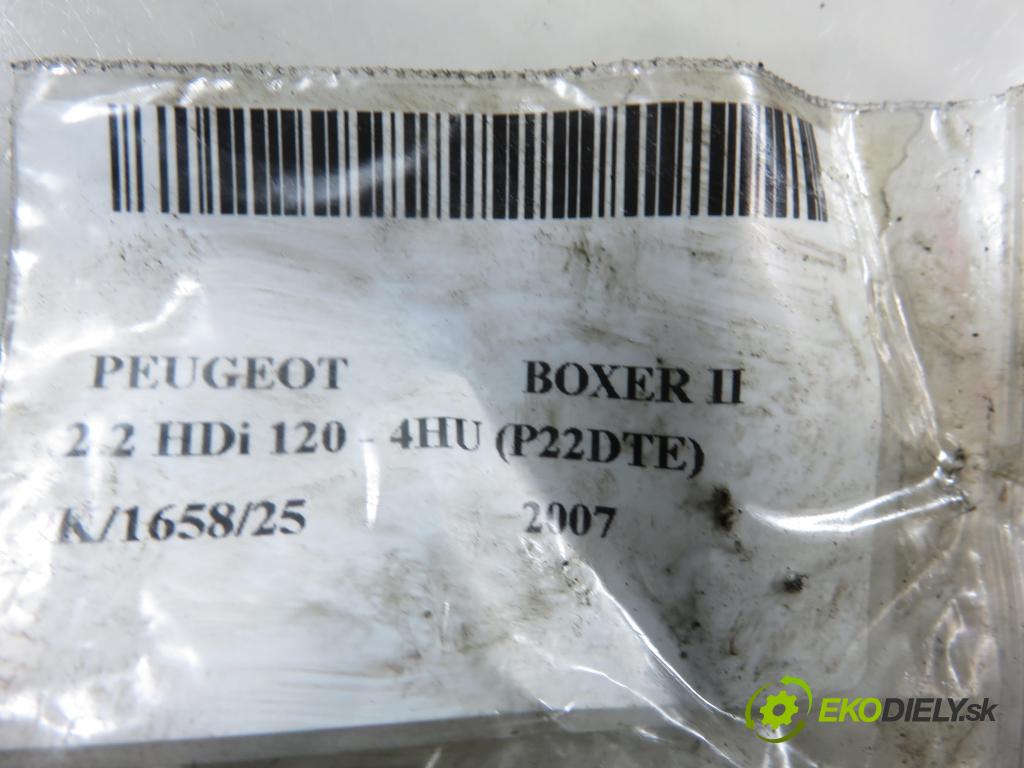 PEUGEOT BOXER II
2.2 HDi 120 - 4HU (P22DTE)
K/1658/25 2007
EKODIELY.sk